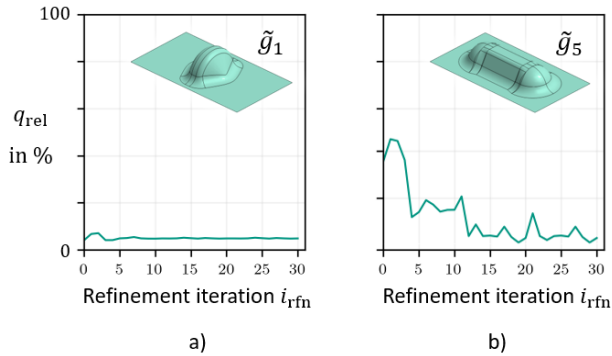 100
g̃₁
g̃₅
q_rel
in %
0
0 5 10 15 20 25 30
0 5 10 15 20 25 30
Refinement iteration i_rfn
Refinement iteration i_rfn
a)
b)